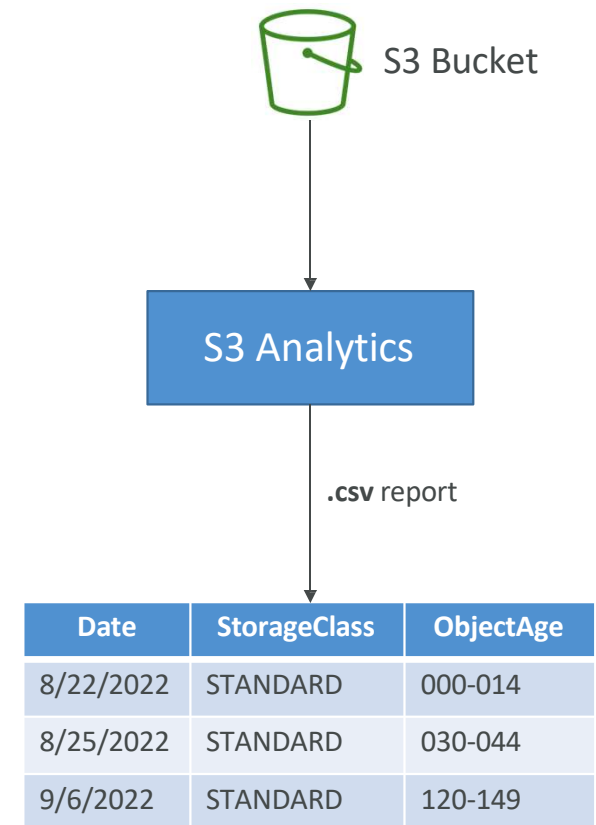 S3 Bucket
S3 Analytics
.csv report
Date StorageClass ObjectAge
8/22/2022 STANDARD 000-014
8/25/2022 STANDARD 030-044
9/6/2022 STANDARD 120-149